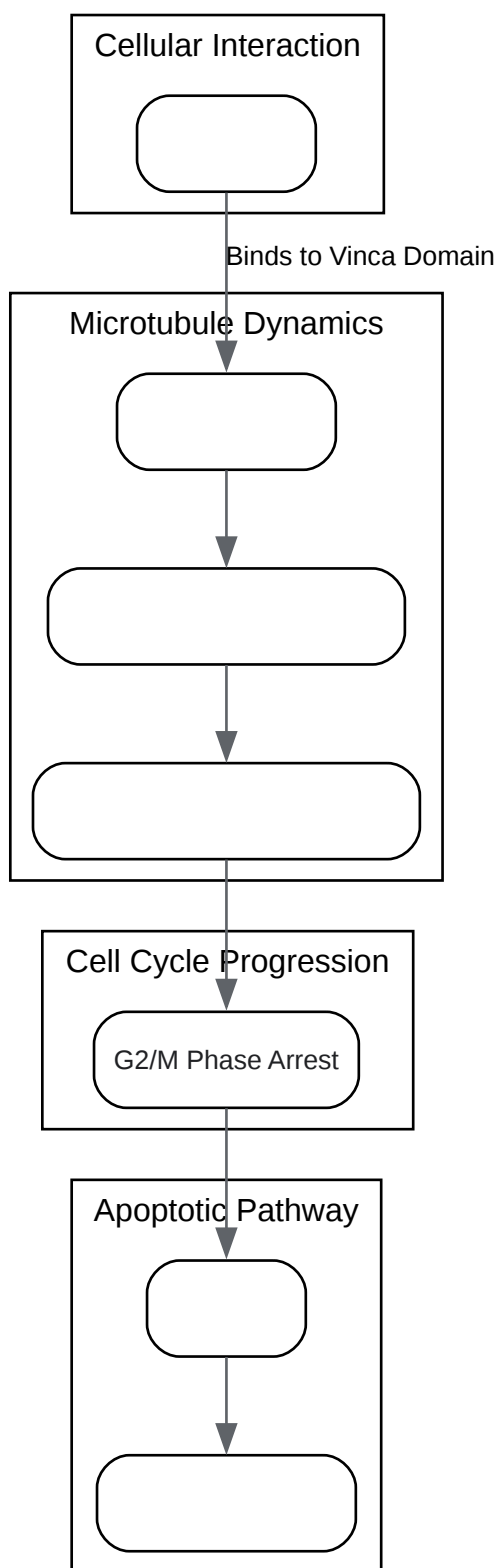 Cellular Interaction
Binds to Vinca Domain
Microtubule Dynamics
Cell Cycle Progression
G2/M Phase Arrest
Apoptotic Pathway